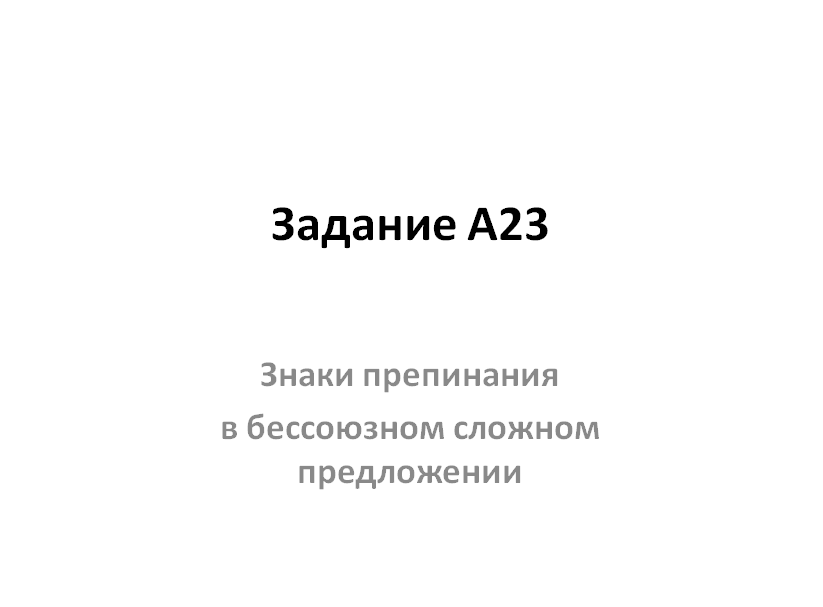 Задание А23
Знаки препинания
в бессоюзном сложном
предложении